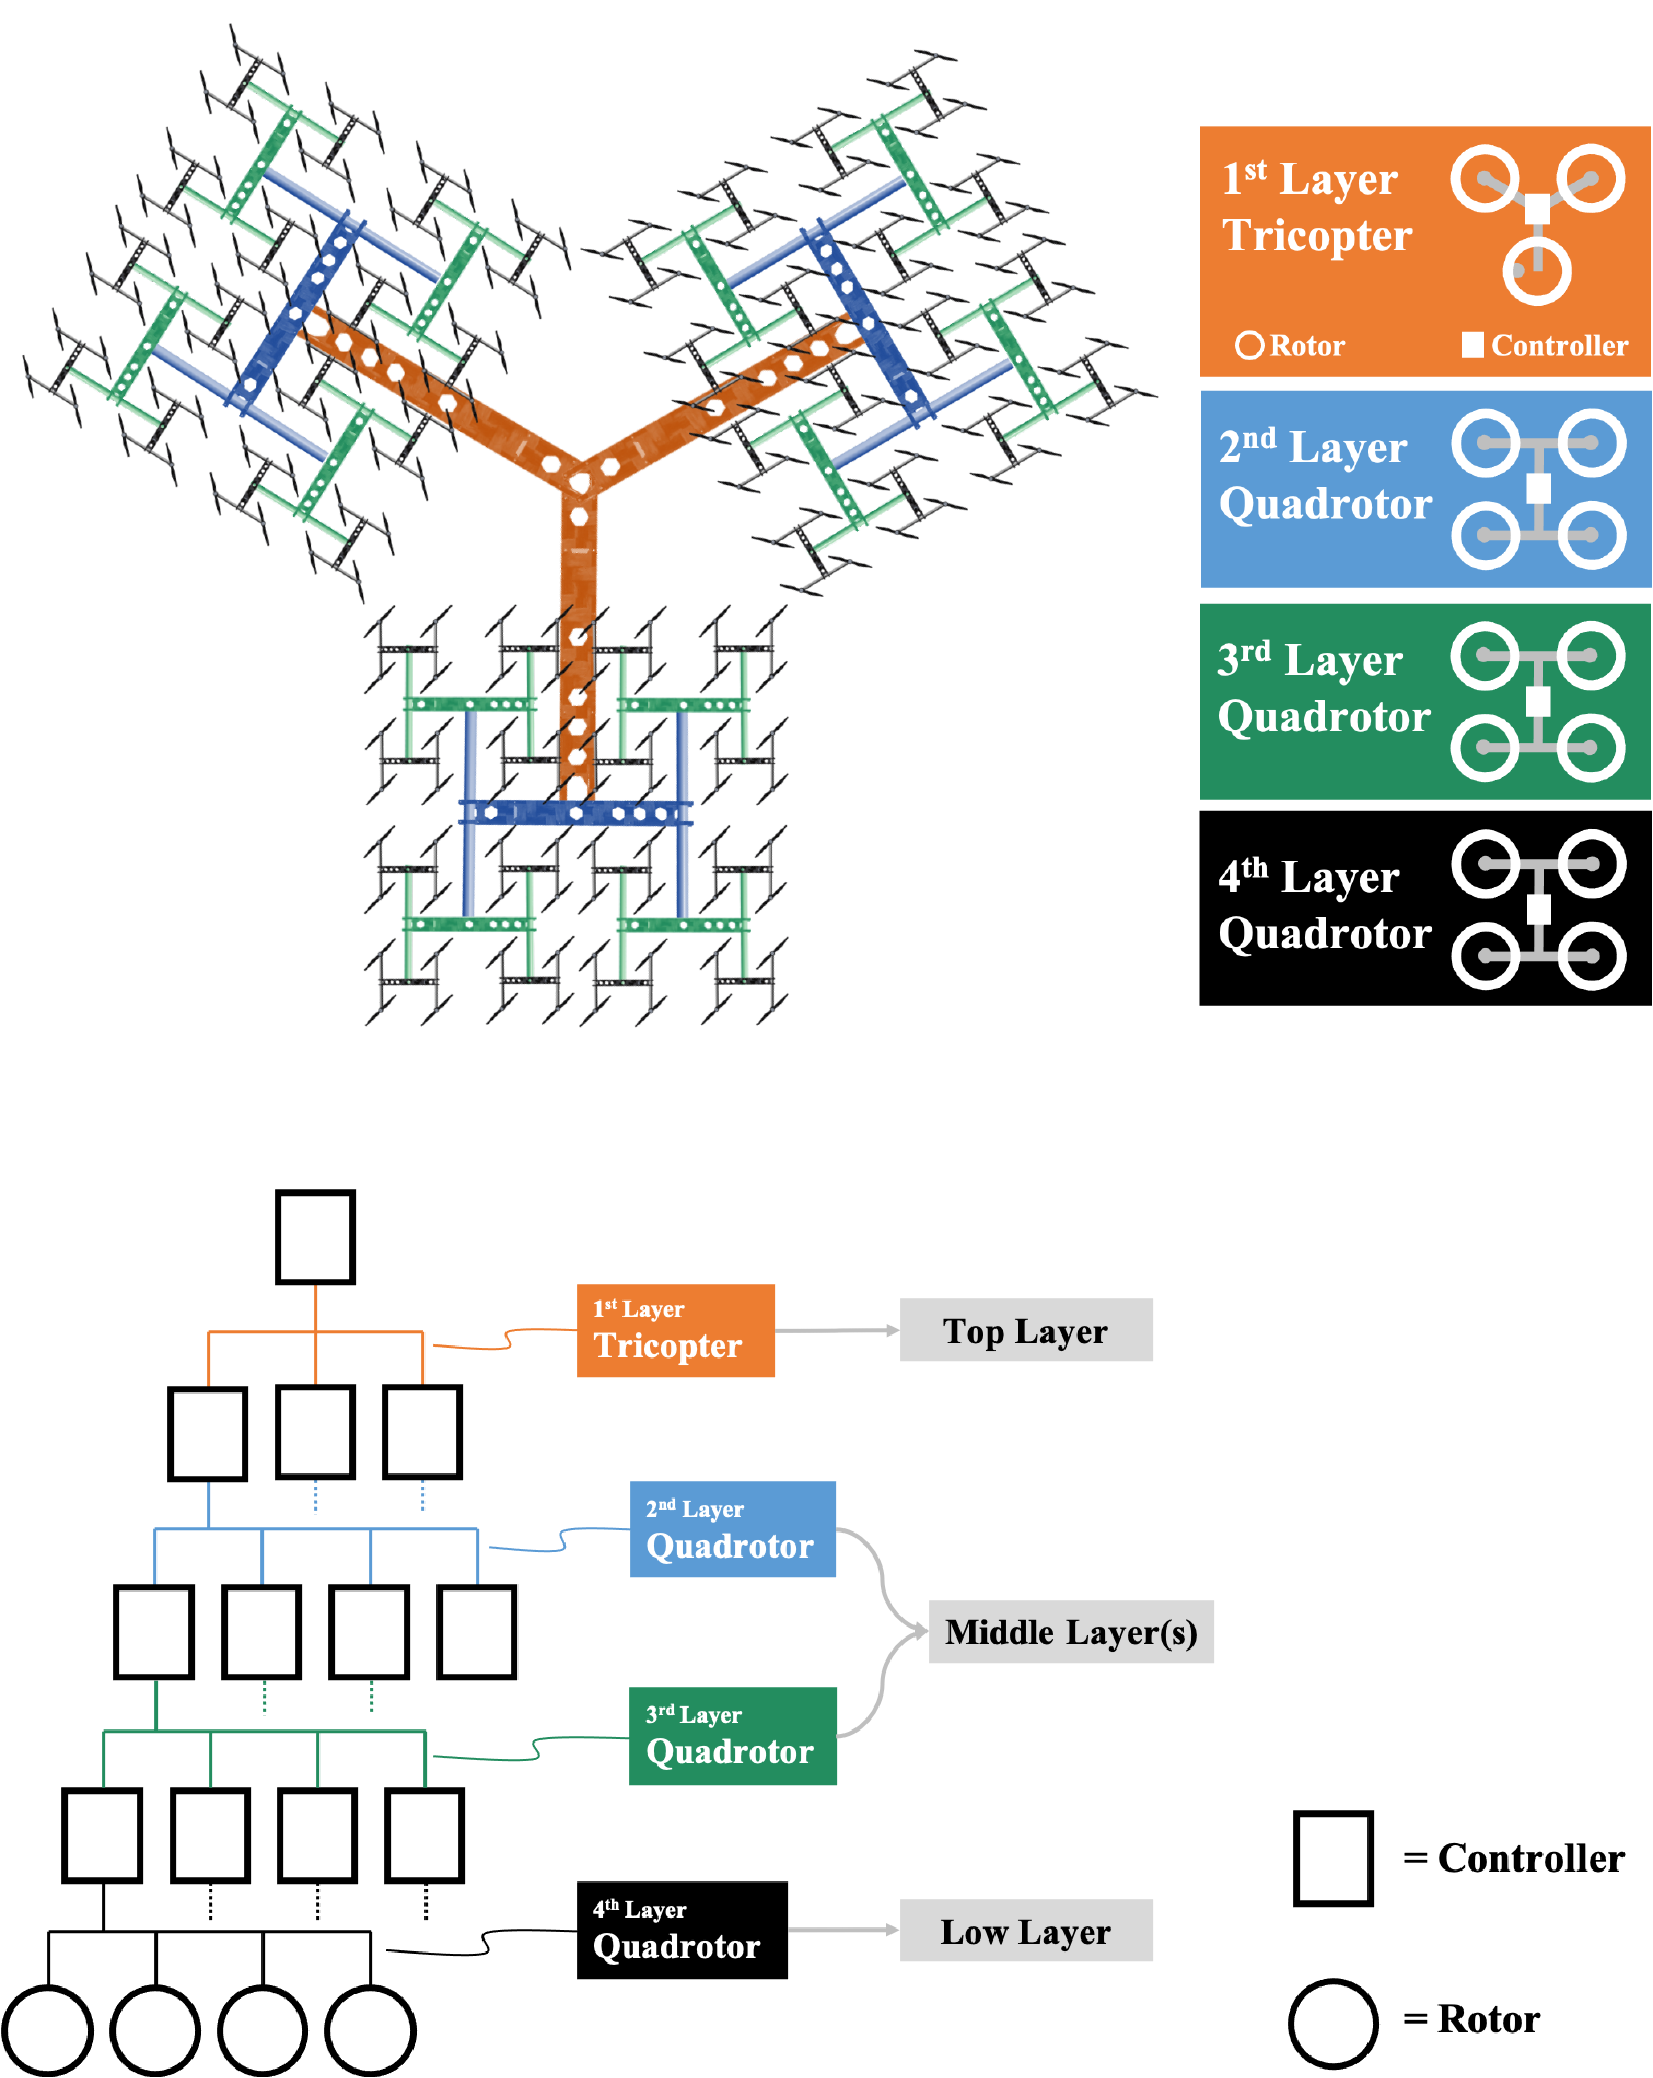 1st Layer
Tricopter
Rotor
Controller
2nd Layer
Quadrotor
3rd Layer
Quadrotor
4th Layer
Quadrotor
1st Layer
Tricopter
Top Layer
2nd Layer
Quadrotor
Middle Layer(s)
3rd Layer
Quadrotor
= Controller
4th Layer
Quadrotor
Low Layer
= Rotor